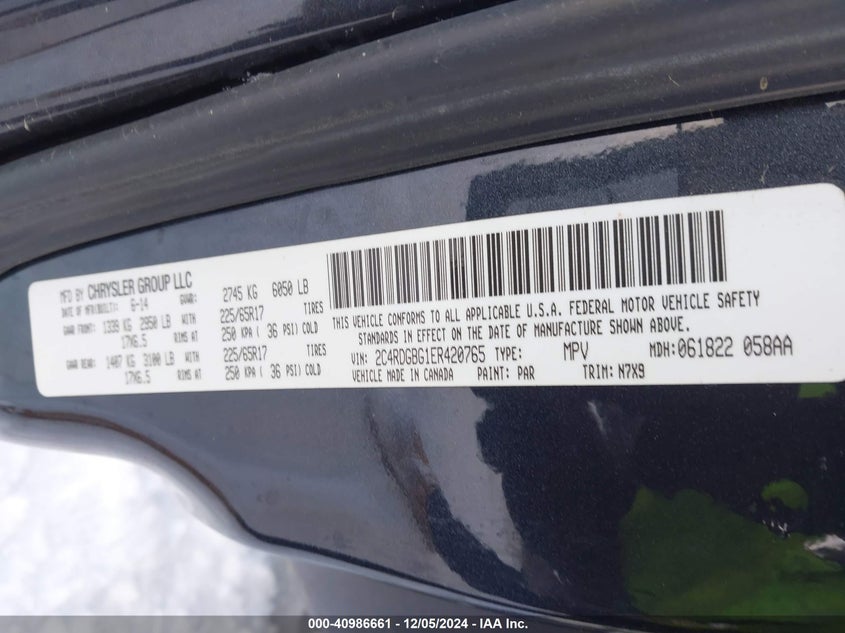 MFD BY CHRYSLER GROUP LLC
DATE OF MFR(BUILT): 6-14 GVWR: 2745 KG 6050 LB
GAWR FRONT: 1339 KG 2950 LB 225/65R17 TIRES
17X6.5 RIMS AT 250 KPA ( 36 PSI) COLD
GAWR REAR: 1407 KG 3100 LB 225/65R17 TIRES
17X6.5 RIMS AT 250 KPA ( 36 PSI) COLD
THIS VEHICLE CONFORMS TO ALL APPLICABLE U.S.A. FEDERAL MOTOR VEHICLE SAFETY
STANDARDS IN EFFECT ON THE DATE OF MANUFACTURE SHOWN ABOVE.
VIN: 2C4RDGBG1ER420765 TYPE: MPV MDH:061822 058AA
VEHICLE MADE IN CANADA PAINT: PAR TRIM: N7X9
000-40986661 - 12/05/2024 - IAA Inc.